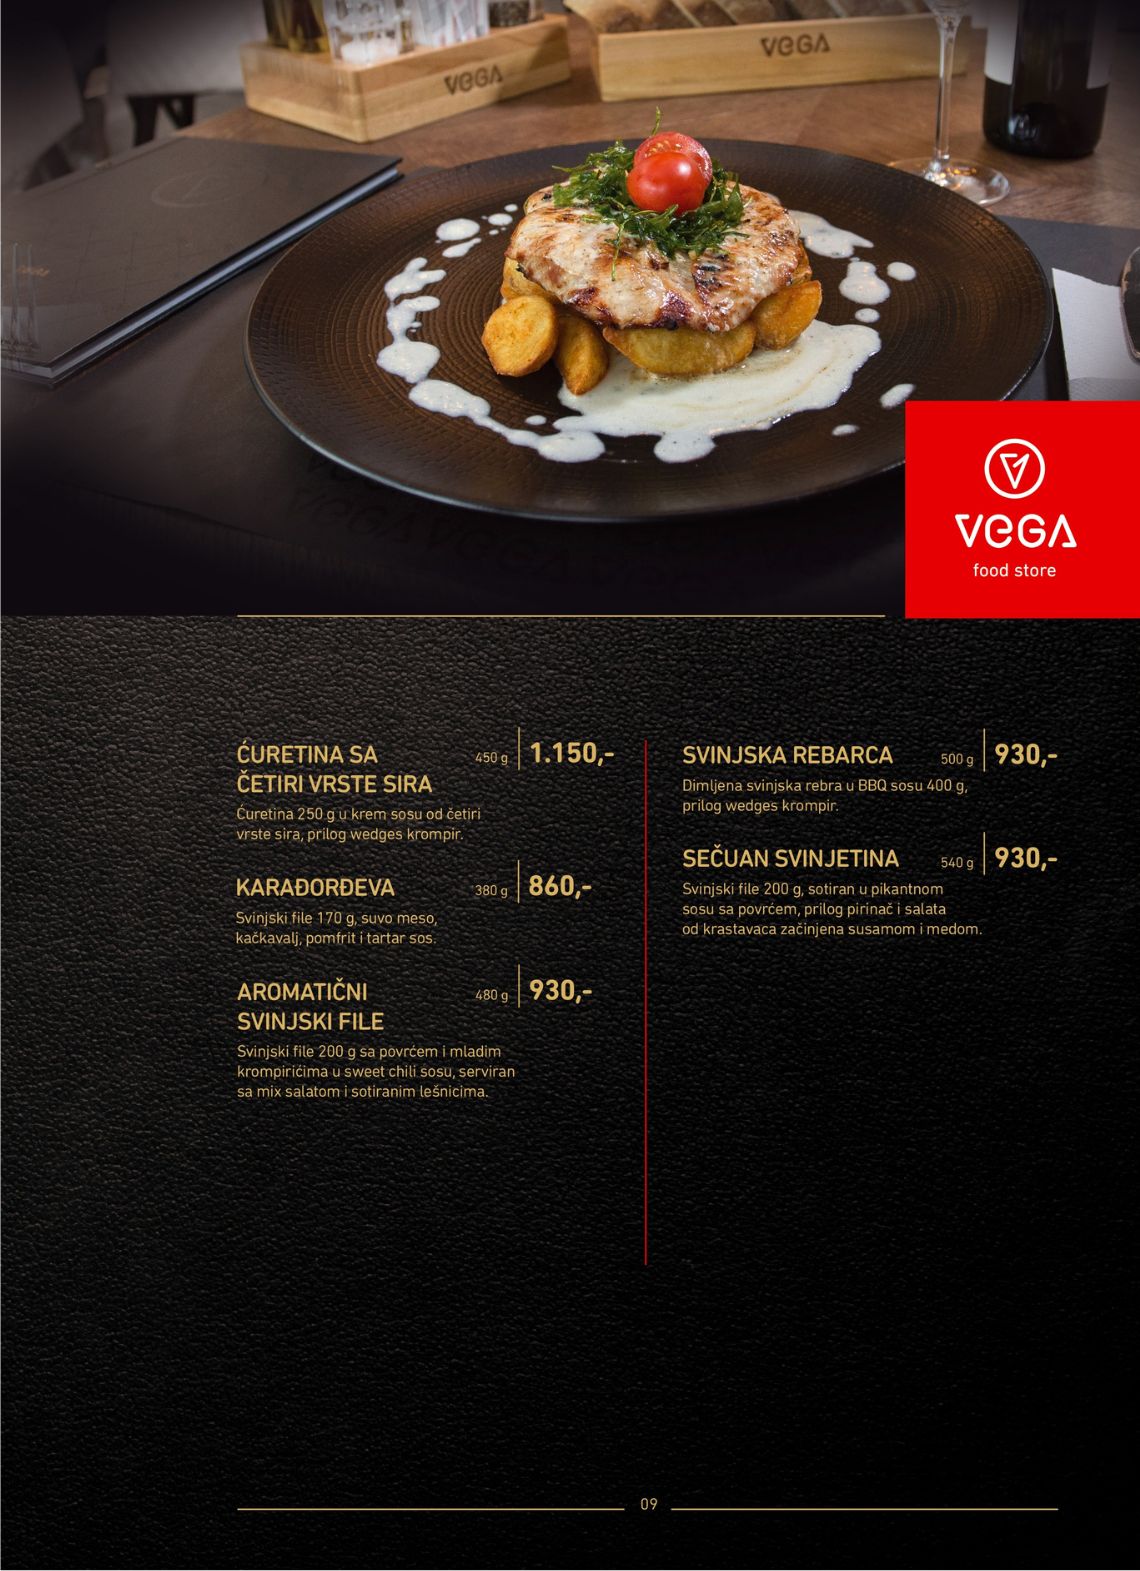 VEGA
VEGA
VEGA
food store
ĆURETINA SA
ČETIRI VRSTE SIRA
450 g
1.150,-
Ćuretina 250 g u krem sosu od četiri
vrste sira, prilog wedges krompir.
KARAĐORĐEVA
380 g
860,-
Svinjski file 170 g, suvo meso,
kačkavalj, pomfrit i tartar sos.
AROMATIČNI
SVINJSKI FILE
480 g
930,-
Svinjski file 200 g sa povrćem i mladim
krompirićima u sweet chili sosu, serviran
sa mix salatom i sotiranim lešnicima.
SVINJSKA REBARCA
500 g
930,-
Dimljena svinjska rebra u BBQ sosu 400 g,
prilog wedges krompir.
SEČUAN SVINJETINA
540 g
930,-
Svinjski file 200 g, sotiran u pikantnom
sosu sa povrćem, prilog pirinač i salata
od krastavaca začinjena susamom i medom.
09